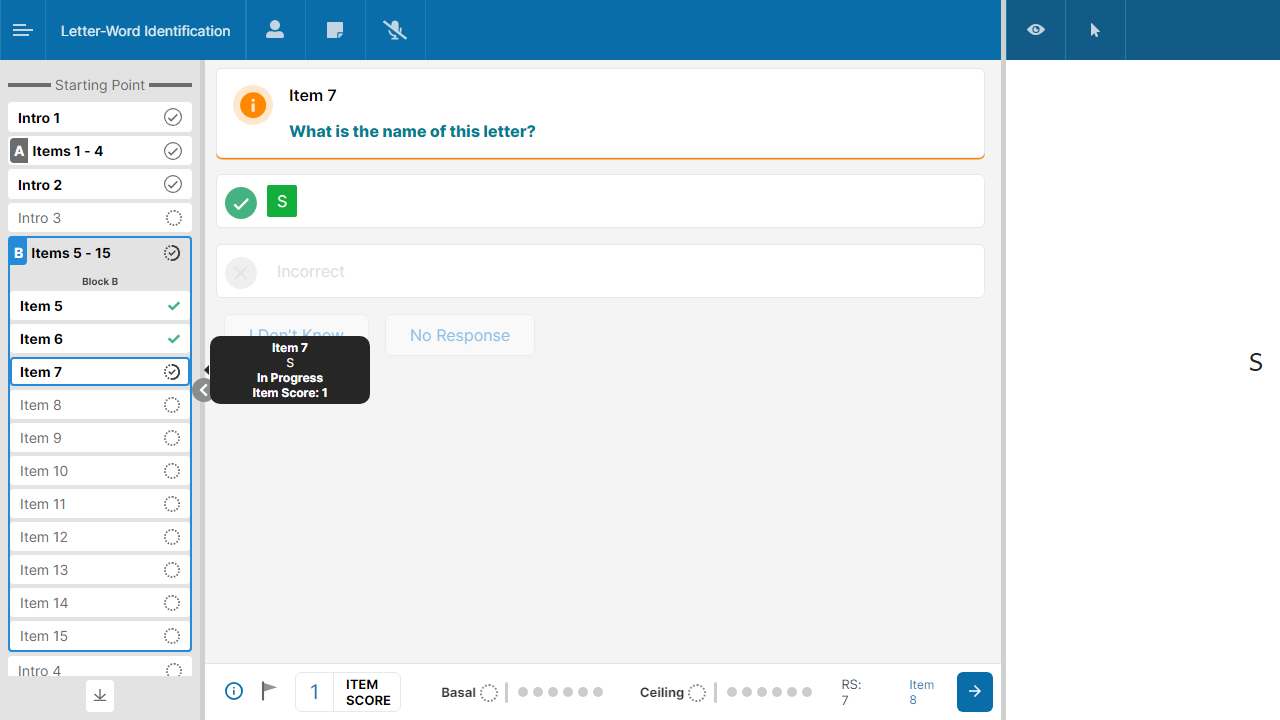 Letter-Word Identification
Starting Point
Intro 1
A Items 1 - 4
Intro 2
Intro 3
B Items 5 - 15
Block B
Item 5
Item 6
Item 7
Item 8
Item 9
Item 10
Item 11
Item 12
Item 13
Item 14
Item 15
Intro 4
Item 7
What is the name of this letter?
S
Incorrect
I Don't Know
No Response
Item 7
S
In Progress
Item Score: 1
1
ITEM
SCORE
Basal
Ceiling
RS:
7
Item
8
S